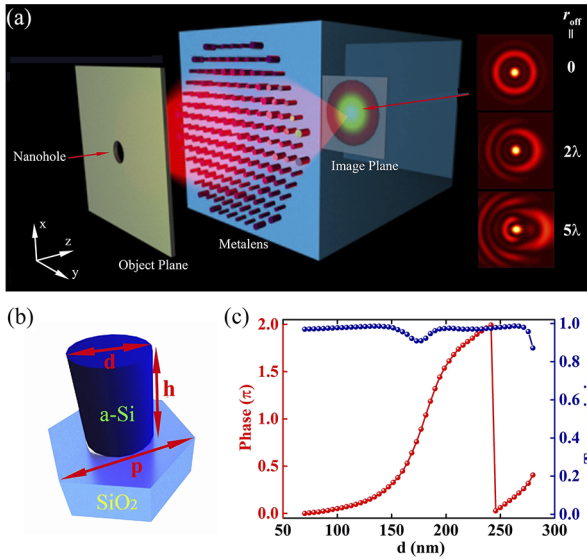 (a)
r_off
=
0
2λ
5λ
Nanohole
Image Plane
Metalens
Object Plane
x
z
y
(b)
d
h
a-Si
p
SiO₂
(c)
Phase (π)
2.0
1.5
1.0
0.5
0.0
1.0
0.8
0.6
0.4
0.2
0.0
50 100 150 200 250 300
d (nm)